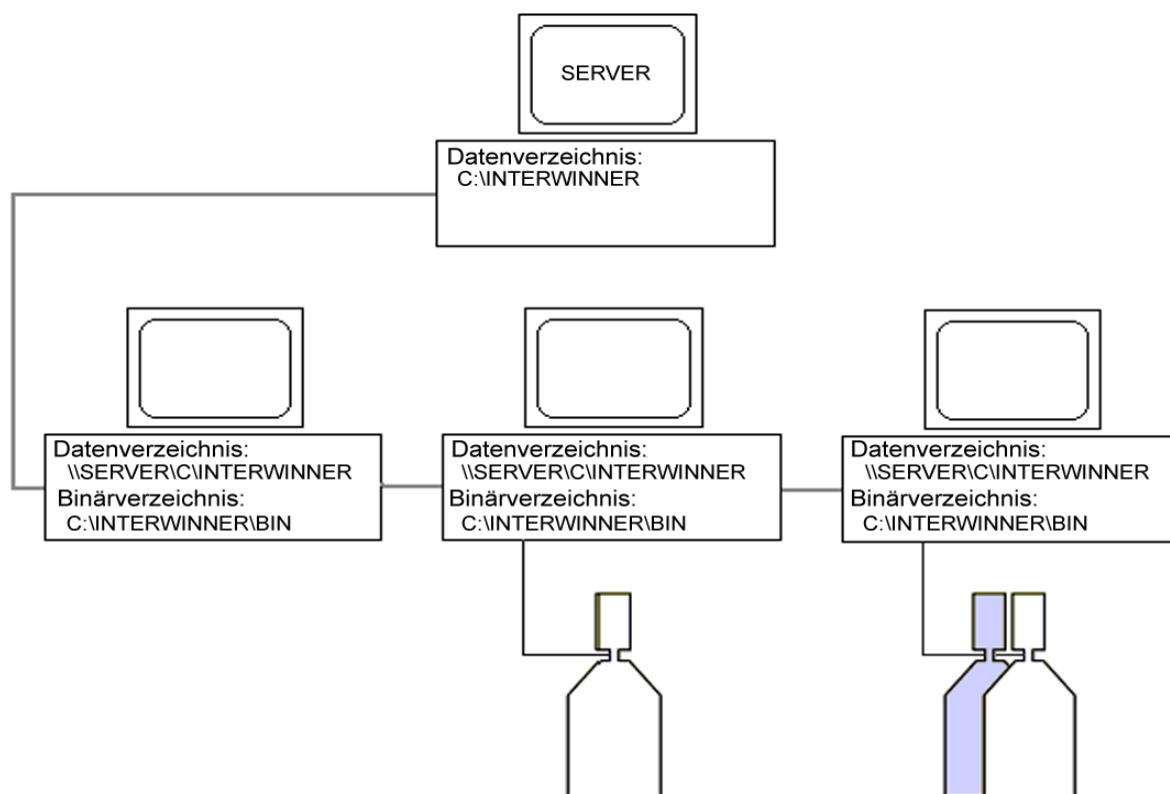 SERVER
Datenverzeichnis:
C:\INTERWINNER
Datenverzeichnis:
\\SERVER\C\INTERWINNER
Binärverzeichnis:
C:\INTERWINNER\BIN
Datenverzeichnis:
\\SERVER\C\INTERWINNER
Binärverzeichnis:
C:\INTERWINNER\BIN
Datenverzeichnis:
\\SERVER\C\INTERWINNER
Binärverzeichnis:
C:\INTERWINNER\BIN